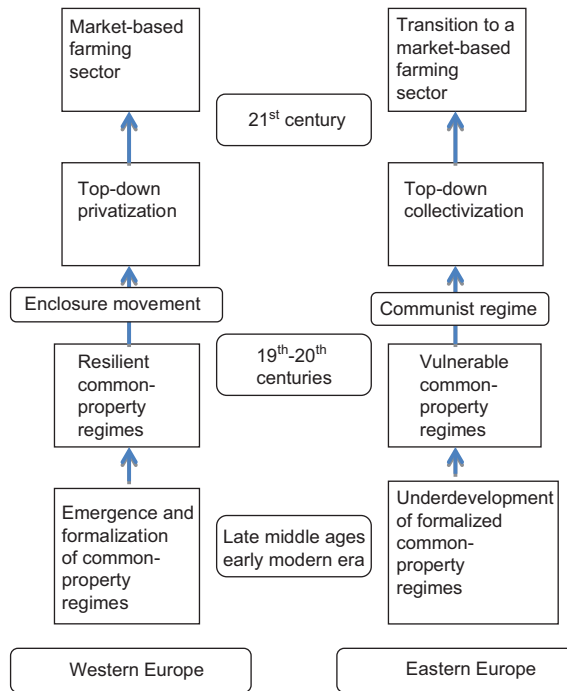 Market-based
farming
sector
Transition to a
market-based
farming
sector
21st century
Top-down
privatization
Top-down
collectivization
Enclosure movement
Communist regime
19th-20th
centuries
Resilient
common-
property
regimes
Vulnerable
common-
property
regimes
Emergence and
formalization
of common-
property
regimes
Late middle ages
early modern era
Underdevelopment
of formalized
common-
property
regimes
Western Europe
Eastern Europe